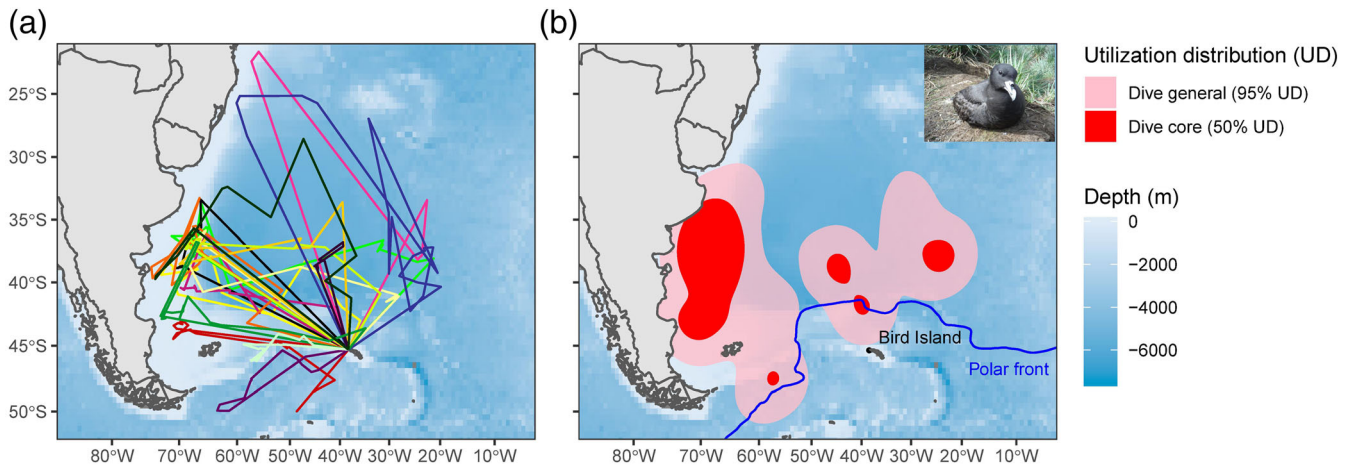 (a)
25°S
30°S
35°S
40°S
45°S
50°S
80°W 70°W 60°W 50°W 40°W 30°W 20°W 10°W
(b)
Bird Island
Polar front
80°W 70°W 60°W 50°W 40°W 30°W 20°W 10°W
Utilization distribution (UD)
Dive general (95% UD)
Dive core (50% UD)
Depth (m)
0
−2000
−4000
−6000